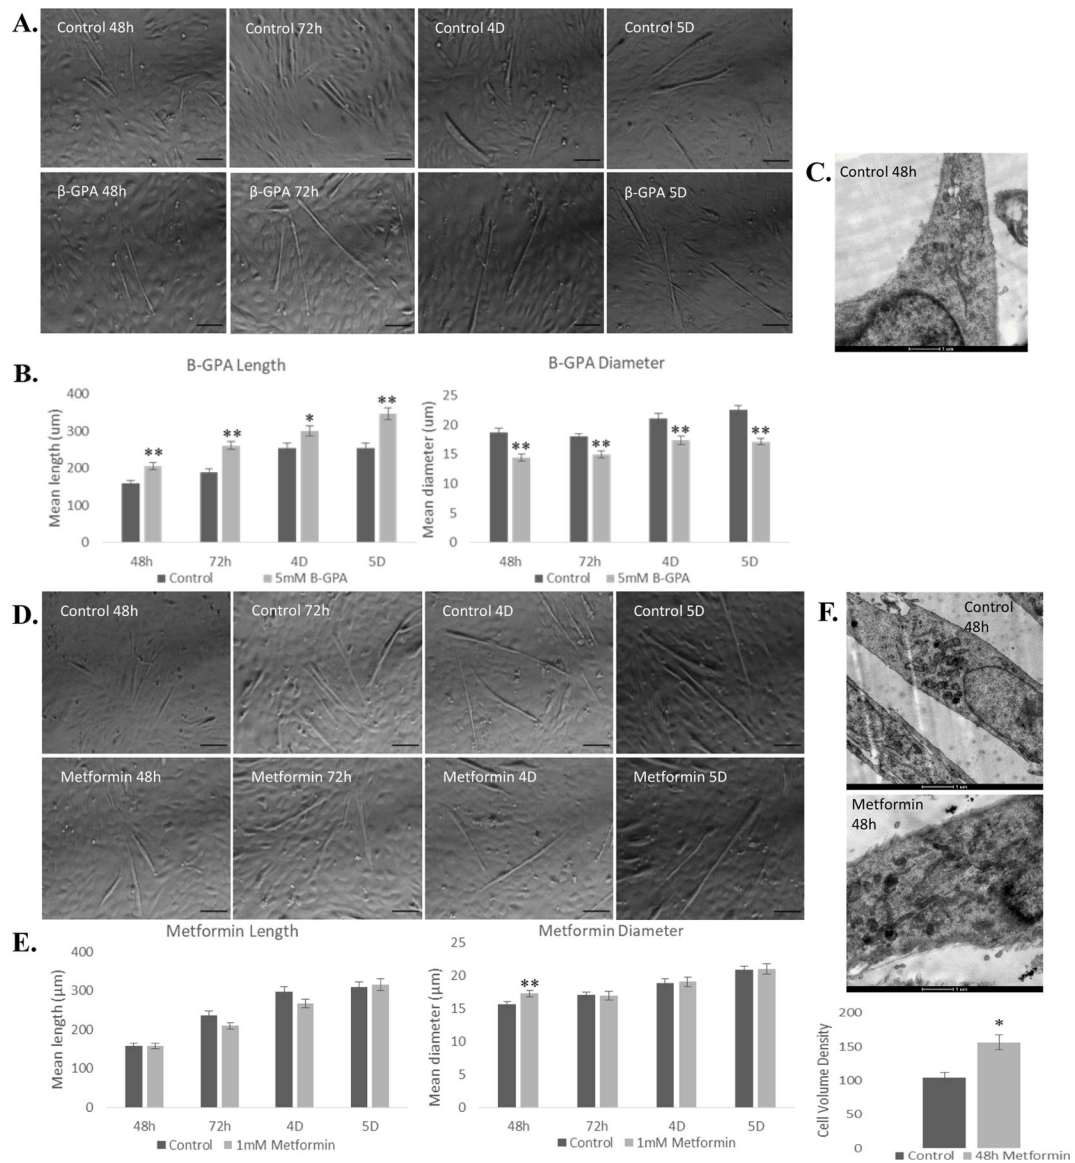 A.
Control 48h
Control 72h
Control 4D
Control 5D
β-GPA 48h
β-GPA 72h
β-GPA 5D
C.
Control 48h
1 um
B.
B-GPA Length
Mean length (um)
400
300
200
100
0
**
**
*
**
48h
72h
4D
5D
Control
5mM B-GPA
B-GPA Diameter
Mean diameter (um)
25
20
15
10
5
0
**
**
**
**
48h
72h
4D
5D
Control
5mM B-GPA
D.
Control 48h
Control 72h
Control 4D
Control 5D
Metformin 48h
Metformin 72h
Metformin 4D
Metformin 5D
F.
Control
48h
1 um
Metformin
48h
1 um
E.
Metformin Length
Mean length (μm)
400
300
200
100
0
48h
72h
4D
5D
Control
1mM Metformin
Metformin Diameter
Mean diameter (μm)
25
20
15
10
5
0
**
48h
72h
4D
5D
Control
1mM Metformin
Cell Volume Density
200
150
100
50
0
*
Control
48h Metformin